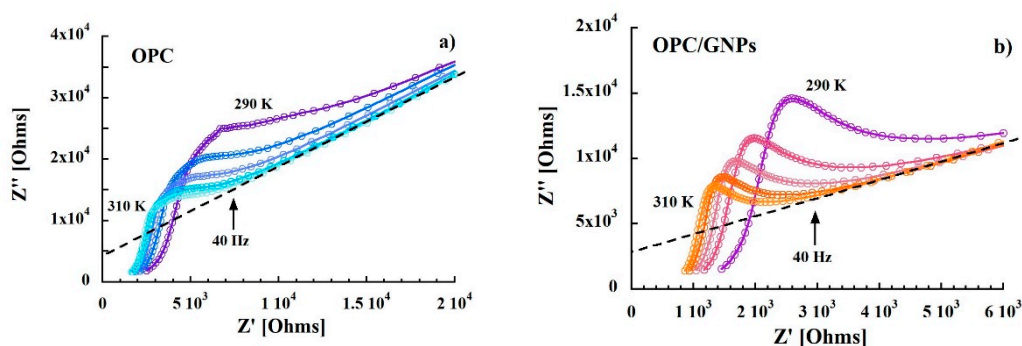 OPC
a)
4x10⁴
3x10⁴
2x10⁴
1x10⁴
0
Z'' [Ohms]
290 K
310 K
40 Hz
0
5 10³
1 10⁴
1.5 10⁴
2 10⁴
Z' [Ohms]
OPC/GNPs
b)
2x10⁴
1.5x10⁴
1x10⁴
5x10³
0
Z'' [Ohms]
290 K
310 K
40 Hz
0
1 10³
2 10³
3 10³
4 10³
5 10³
6 10³
Z' [Ohms]